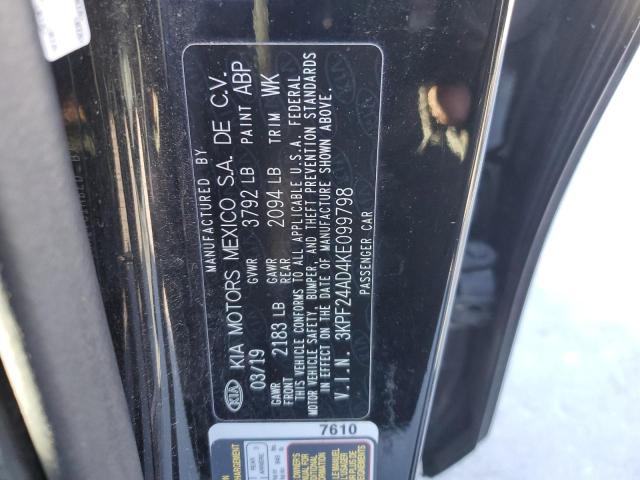 MANUFACTURED BY
KIA KIA MOTORS MEXICO S.A. DE C.V.
03/19 GVWR 3792 LB PAINT ABP
GAWR FRONT 2183 LB GAWR REAR 2094 LB TRIM WK
THIS VEHICLE CONFORMS TO ALL APPLICABLE U.S.A. FEDERAL
MOTOR VEHICLE SAFETY, BUMPER, AND THEFT PREVENTION STANDARDS
IN EFFECT ON THE DATE OF MANUFACTURE SHOWN ABOVE.
V.I.N. 3KPF24AD4KE099798
PASSENGER CAR
7610